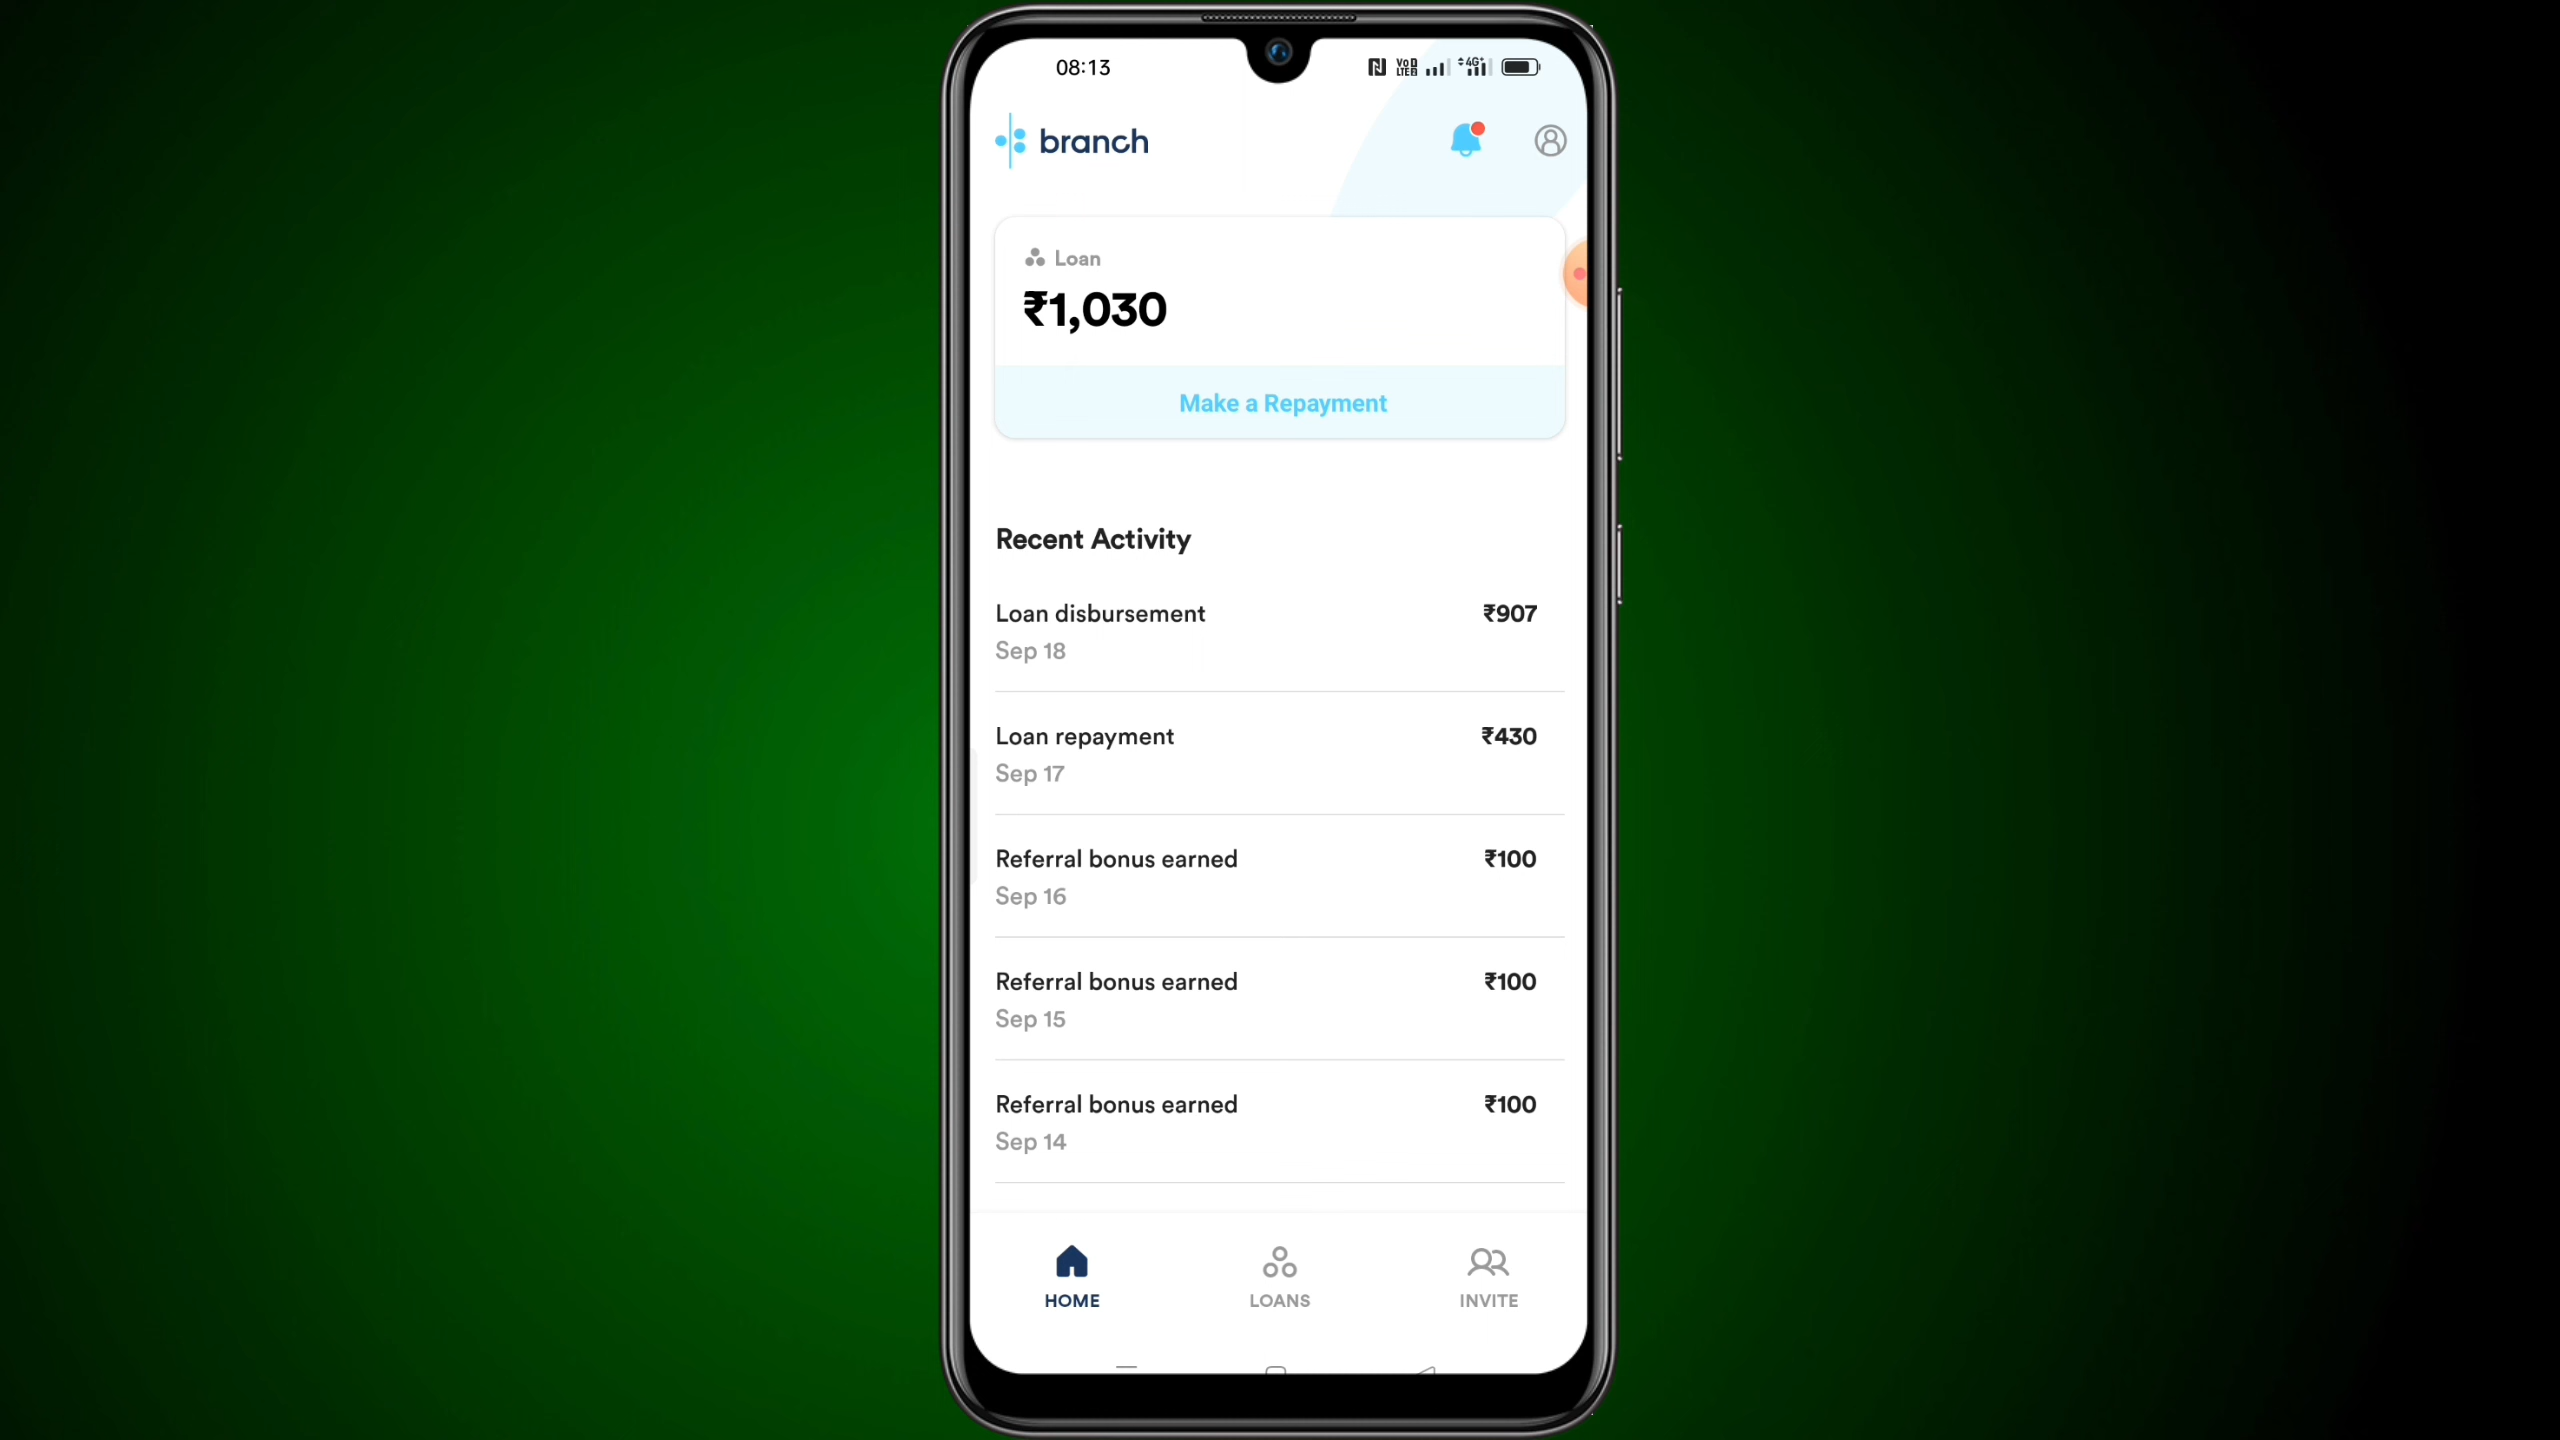 08:13
branch
Loan
₹1,030
Make a Repayment
Recent Activity
Loan disbursement ₹907
Sep 18
Loan repayment ₹430
Sep 17
Referral bonus earned ₹100
Sep 16
Referral bonus earned ₹100
Sep 15
Referral bonus earned ₹100
Sep 14
HOME LOANS INVITE